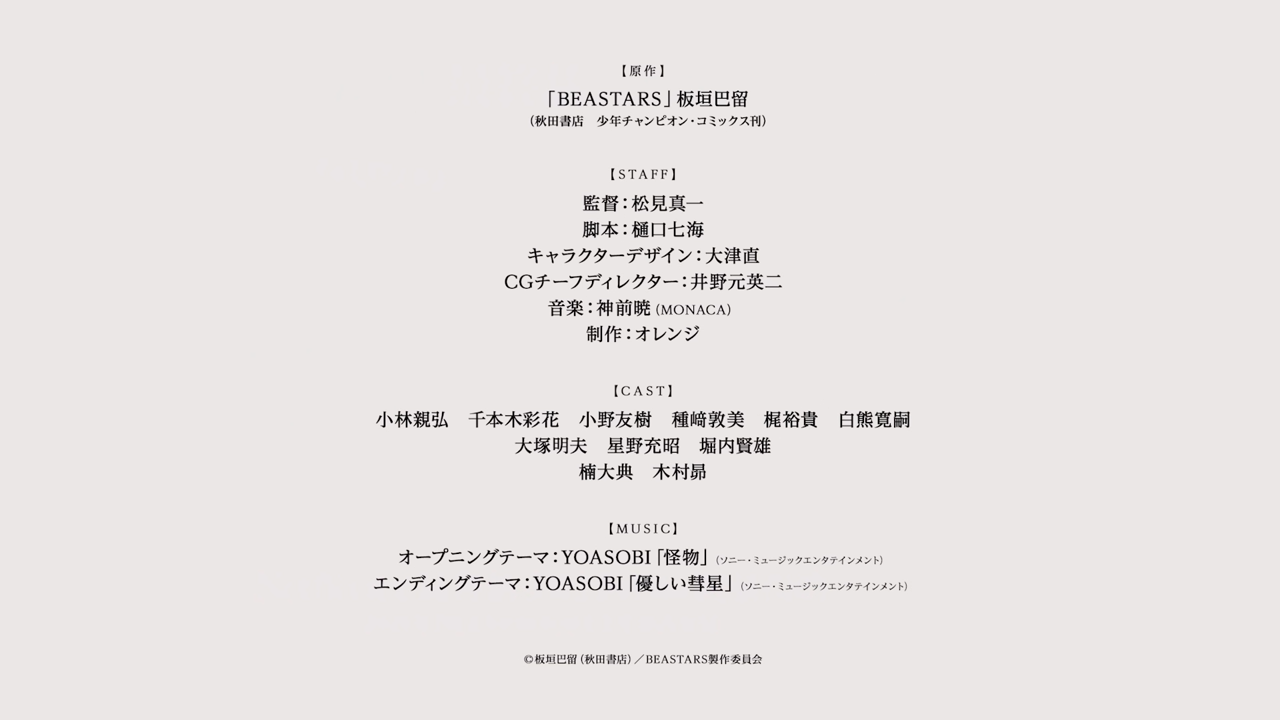 【原作】
「BEASTARS」板垣巴留
（秋田書店　少年チャンピオン・コミックス刊）
【STAFF】
監督：松見真一
脚本：樋口七海
キャラクターデザイン：大津直
CGチーフディレクター：井野元英二
音楽：神前暁（MONACA）
制作：オレンジ
【CAST】
小林親弘　千本木彩花　小野友樹　種﨑敦美　梶裕貴　白熊寛嗣
大塚明夫　星野充昭　堀内賢雄
楠大典　木村昴
【MUSIC】
オープニングテーマ：YOASOBI「怪物」（ソニー・ミュージックエンタテインメント）
エンディングテーマ：YOASOBI「優しい彗星」（ソニー・ミュージックエンタテインメント）
©板垣巴留（秋田書店）／BEASTARS製作委員会